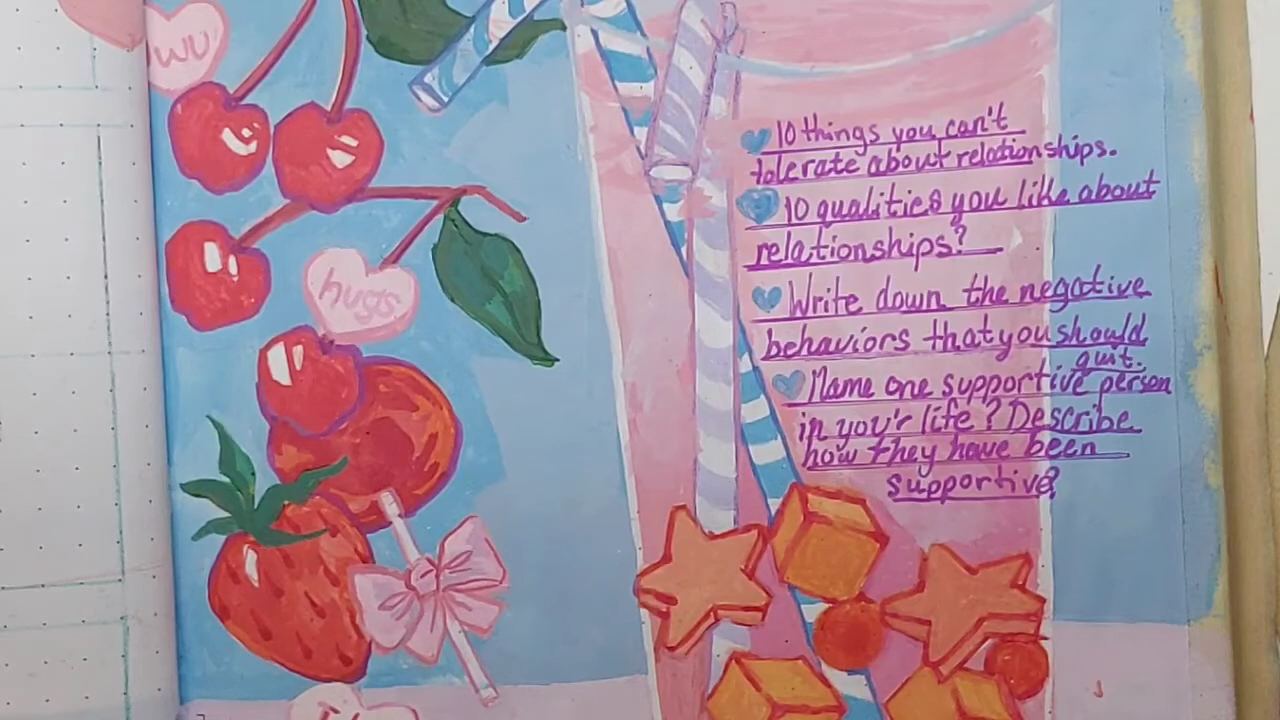 wu
hugs
10 things you can't
tolerate about relationships.
10 qualities you like about
relationships?
Write down the negative
behaviors that you should
quit.
Name one supportive person
in you'r life? Describe
how they have been
supportive?